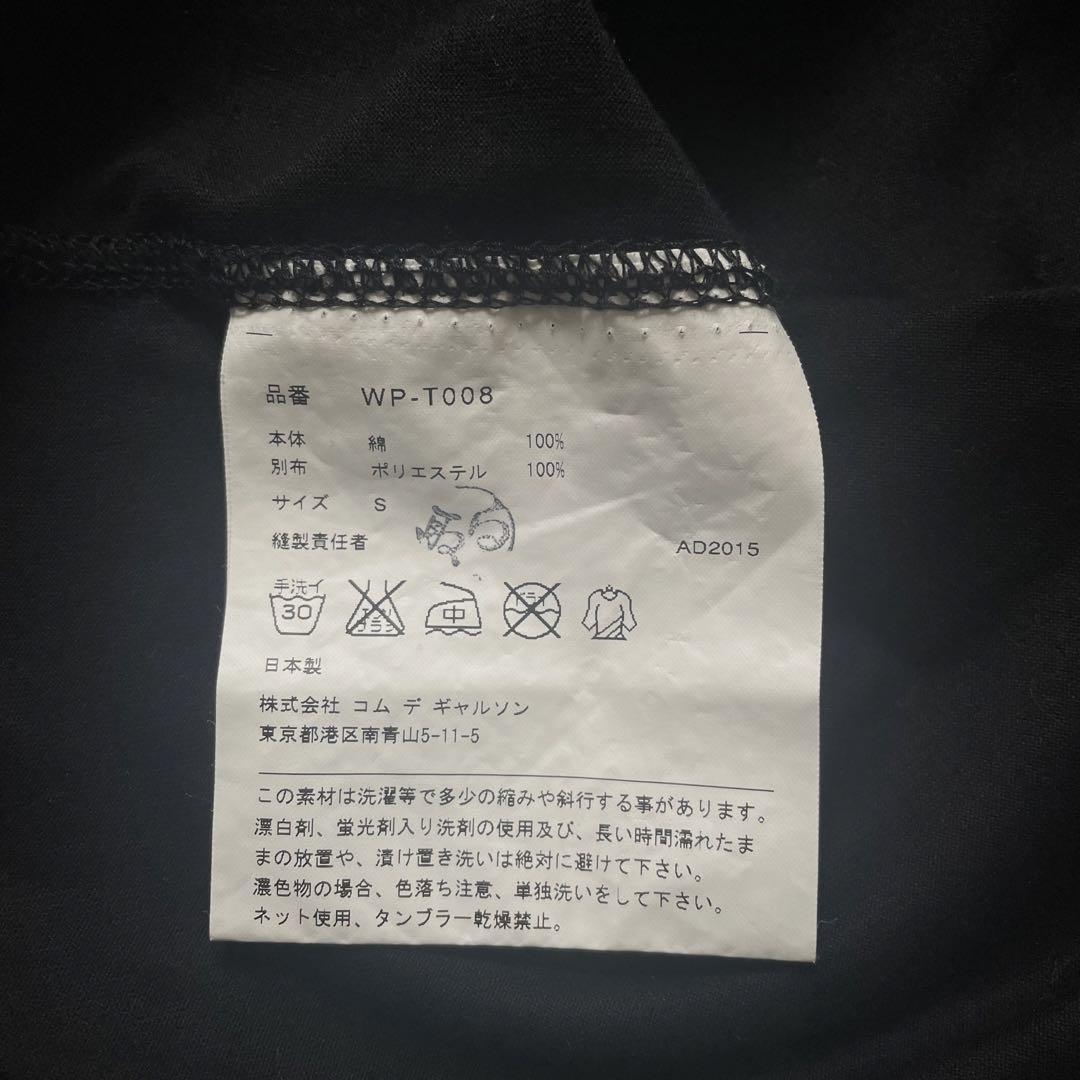 品番 WP-T008
本体 綿 100%
別布 ポリエステル 100%
サイズ S
縫製責任者 AD2015
手洗イ
30 中 ドライ
日本製
株式会社 コム デ ギャルソン
東京都港区南青山5-11-5
この素材は洗濯等で多少の縮みや斜行する事があります。
漂白剤、蛍光剤入り洗剤の使用及び、長い時間濡れたま
まの放置や、漬け置き洗いは絶対に避けて下さい。
濃色物の場合、色落ち注意、単独洗いをして下さい。
ネット使用、タンブラー乾燥禁止。